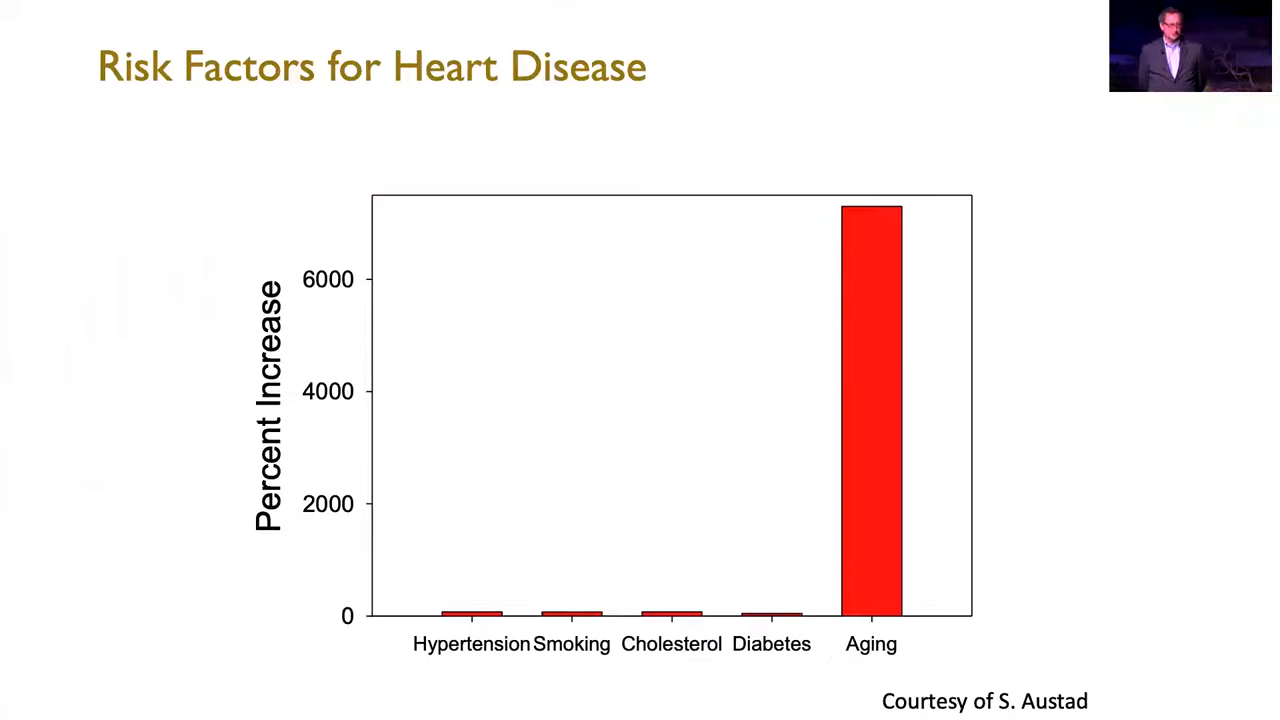 Risk Factors for Heart Disease
Percent Increase
6000
4000
2000
0
Hypertension Smoking Cholesterol Diabetes Aging
Courtesy of S. Austad